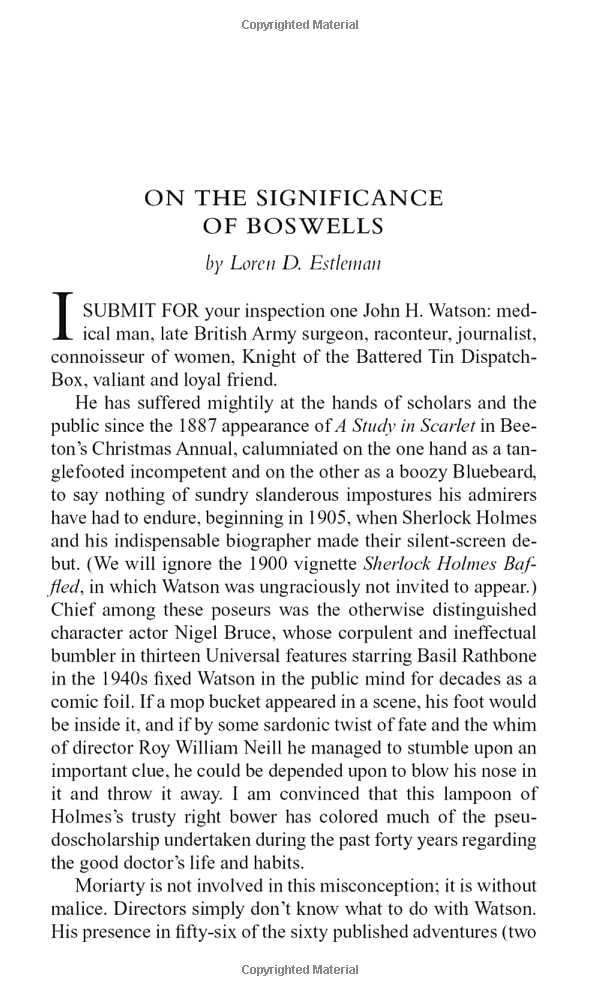 Copyrighted Material
ON THE SIGNIFICANCE
OF BOSWELLS
by Loren D. Estleman
I SUBMIT FOR your inspection one John H. Watson: med-
ical man, late British Army surgeon, raconteur, journalist,
connoisseur of women, Knight of the Battered Tin Dispatch-
Box, valiant and loyal friend.
He has suffered mightily at the hands of scholars and the
public since the 1887 appearance of A Study in Scarlet in Bee-
ton's Christmas Annual, calumniated on the one hand as a tan-
glefooted incompetent and on the other as a boozy Bluebeard,
to say nothing of sundry slanderous impostures his admirers
have had to endure, beginning in 1905, when Sherlock Holmes
and his indispensable biographer made their silent-screen de-
but. (We will ignore the 1900 vignette Sherlock Holmes Baf-
fled, in which Watson was ungraciously not invited to appear.)
Chief among these poseurs was the otherwise distinguished
character actor Nigel Bruce, whose corpulent and ineffectual
bumbler in thirteen Universal features starring Basil Rathbone
in the 1940s fixed Watson in the public mind for decades as a
comic foil. If a mop bucket appeared in a scene, his foot would
be inside it, and if by some sardonic twist of fate and the whim
of director Roy William Neill he managed to stumble upon an
important clue, he could be depended upon to blow his nose in
it and throw it away. I am convinced that this lampoon of
Holmes's trusty right bower has colored much of the pseu-
doscholarship undertaken during the past forty years regarding
the good doctor's life and habits.
Moriarty is not involved in this misconception; it is without
malice. Directors simply don't know what to do with Watson.
His presence in fifty-six of the sixty published adventures (two
Copyrighted Material